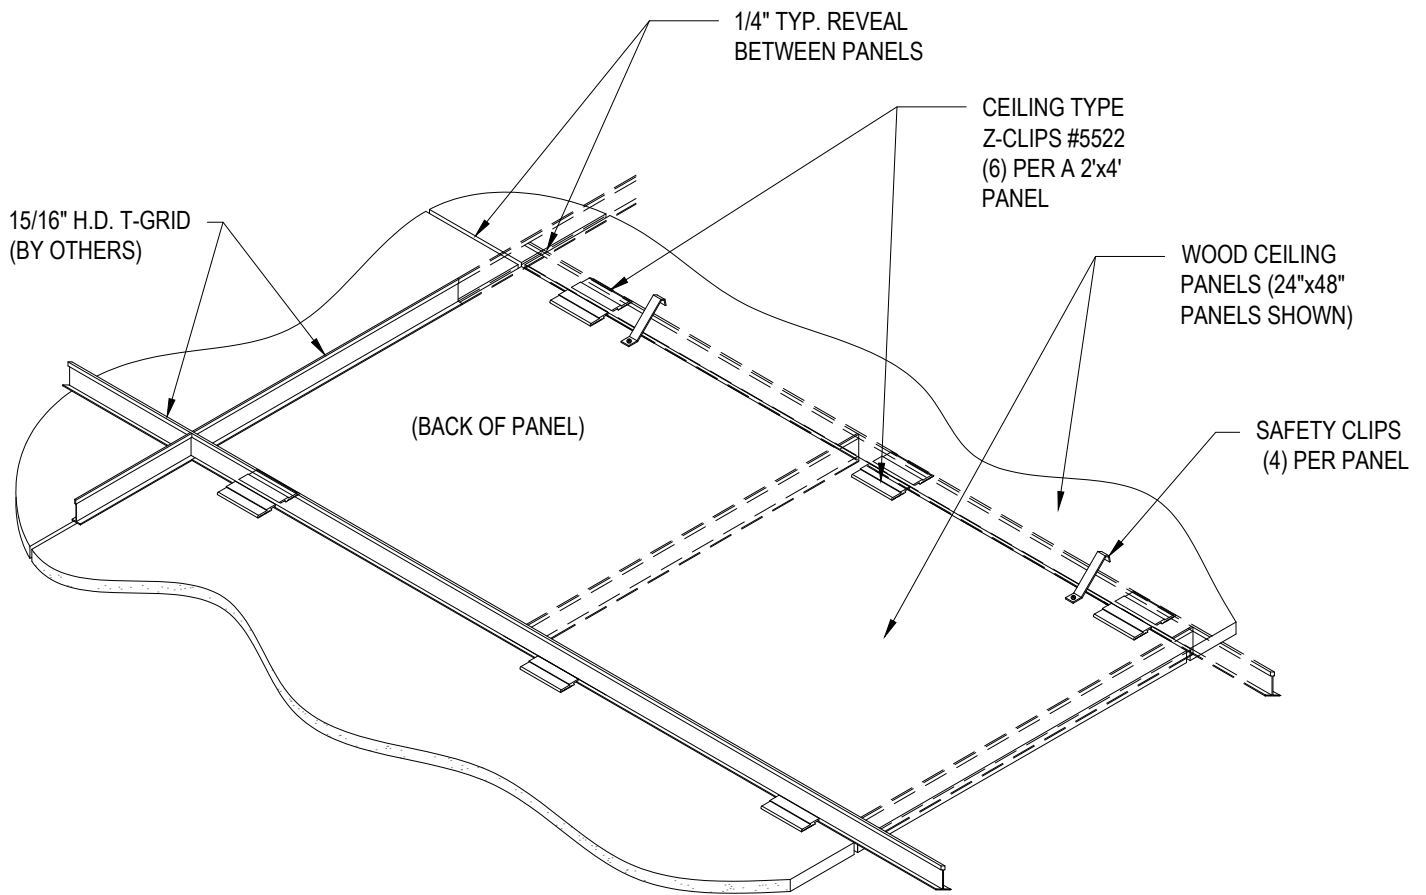 1/4" TYP. REVEAL
BETWEEN PANELS
CEILING TYPE
Z-CLIPS #5522
(6) PER A 2'x4'
PANEL
15/16" H.D. T-GRID
(BY OTHERS)
WOOD CEILING
PANELS (24"x48"
PANELS SHOWN)
(BACK OF PANEL)
SAFETY CLIPS
(4) PER PANEL